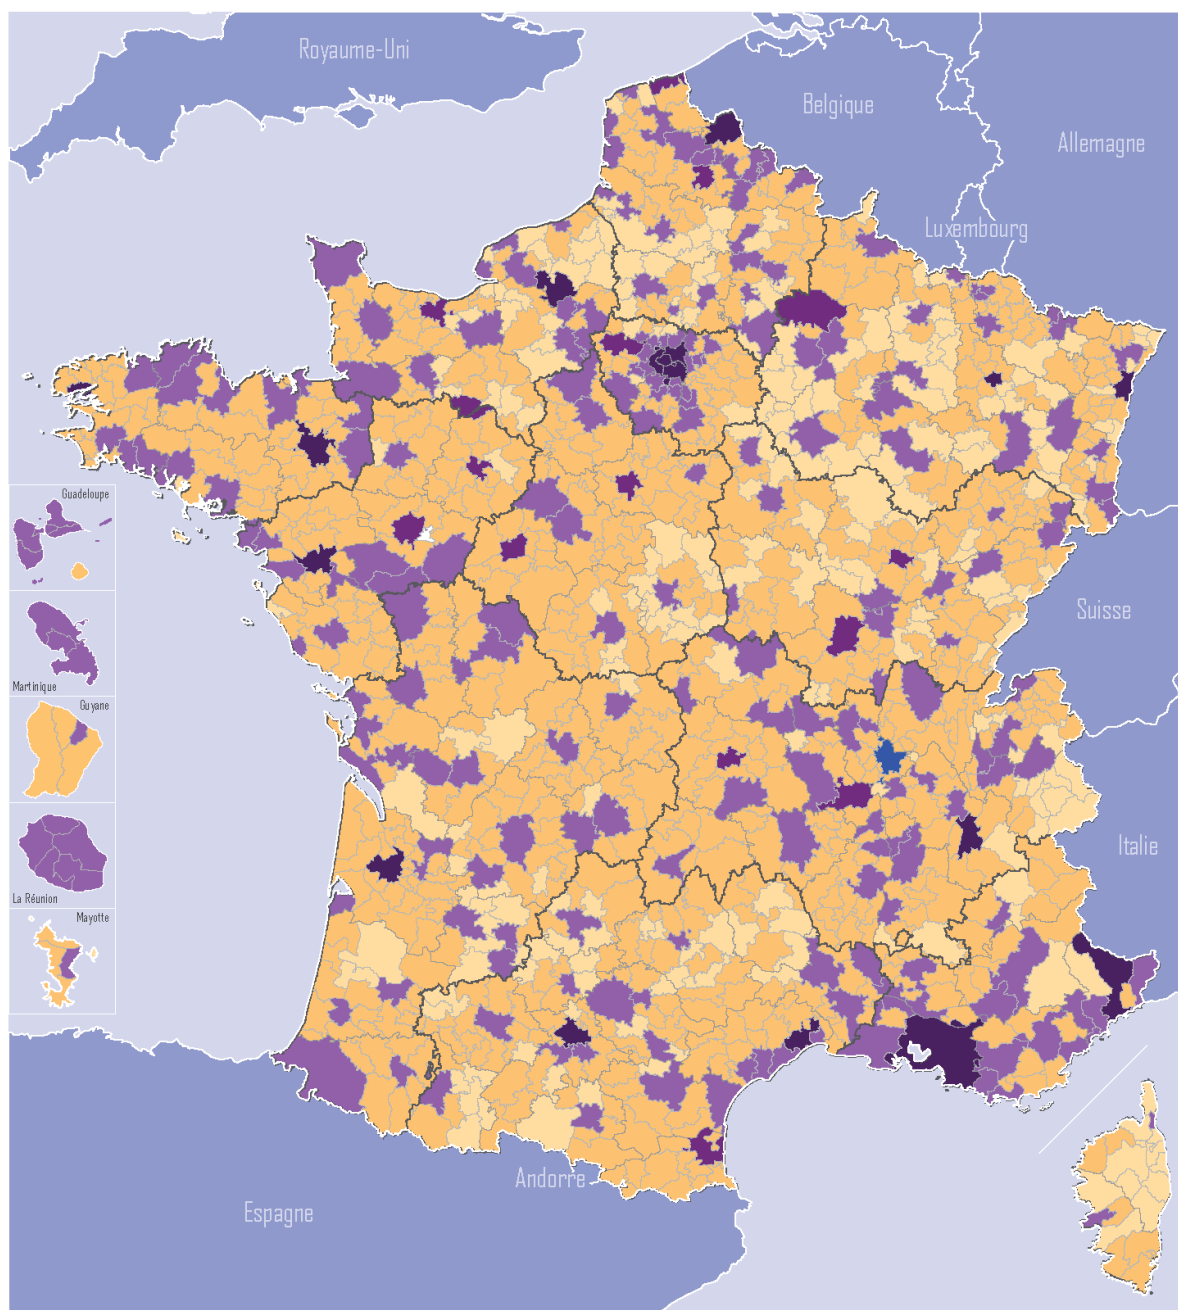 Royaume-Uni
Belgique
Allemagne
Luxembourg
Guadeloupe
Suisse
Martinique
Guyane
Italie
La Réunion
Mayotte
Andorre
Espagne